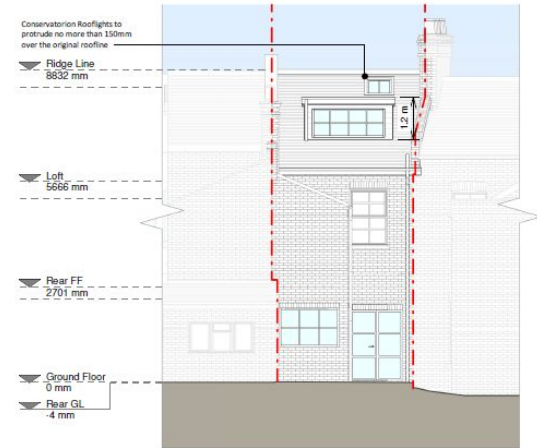 Conservatorion Rooflights to
protrude no more than 150mm
over the original roofline
Ridge Line
8832 mm
1.2 m
Loft
5666 mm
Rear FF
2701 mm
Ground Floor
0 mm
Rear GL
-4 mm